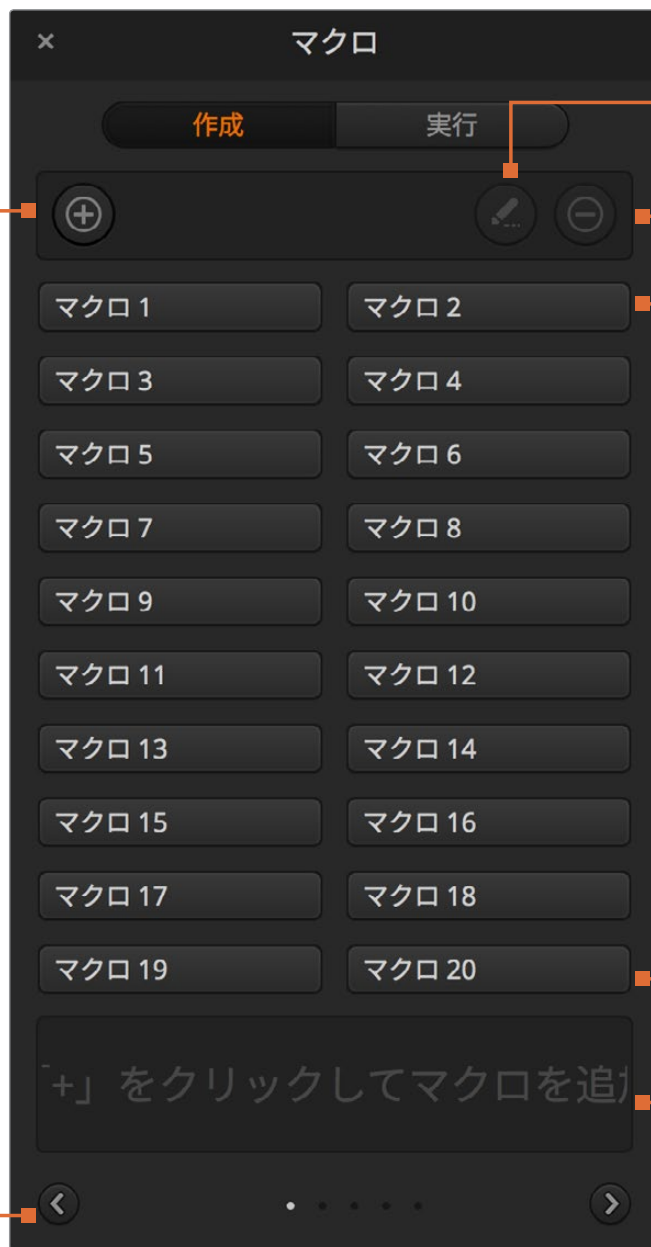 マクロ
作成 実行
マクロ 1 マクロ 2
マクロ 3 マクロ 4
マクロ 5 マクロ 6
マクロ 7 マクロ 8
マクロ 9 マクロ 10
マクロ 11 マクロ 12
マクロ 13 マクロ 14
マクロ 15 マクロ 16
マクロ 17 マクロ 18
マクロ 19 マクロ 20
「+」をクリックしてマクロを追